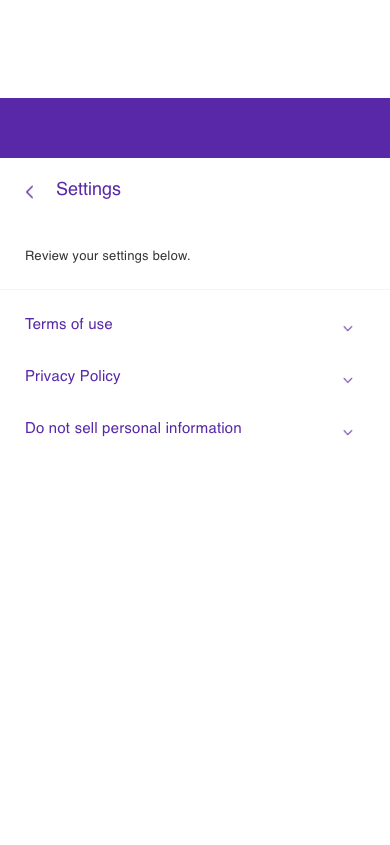 Settings
Review your settings below.
Terms of use
Privacy Policy
Do not sell personal information